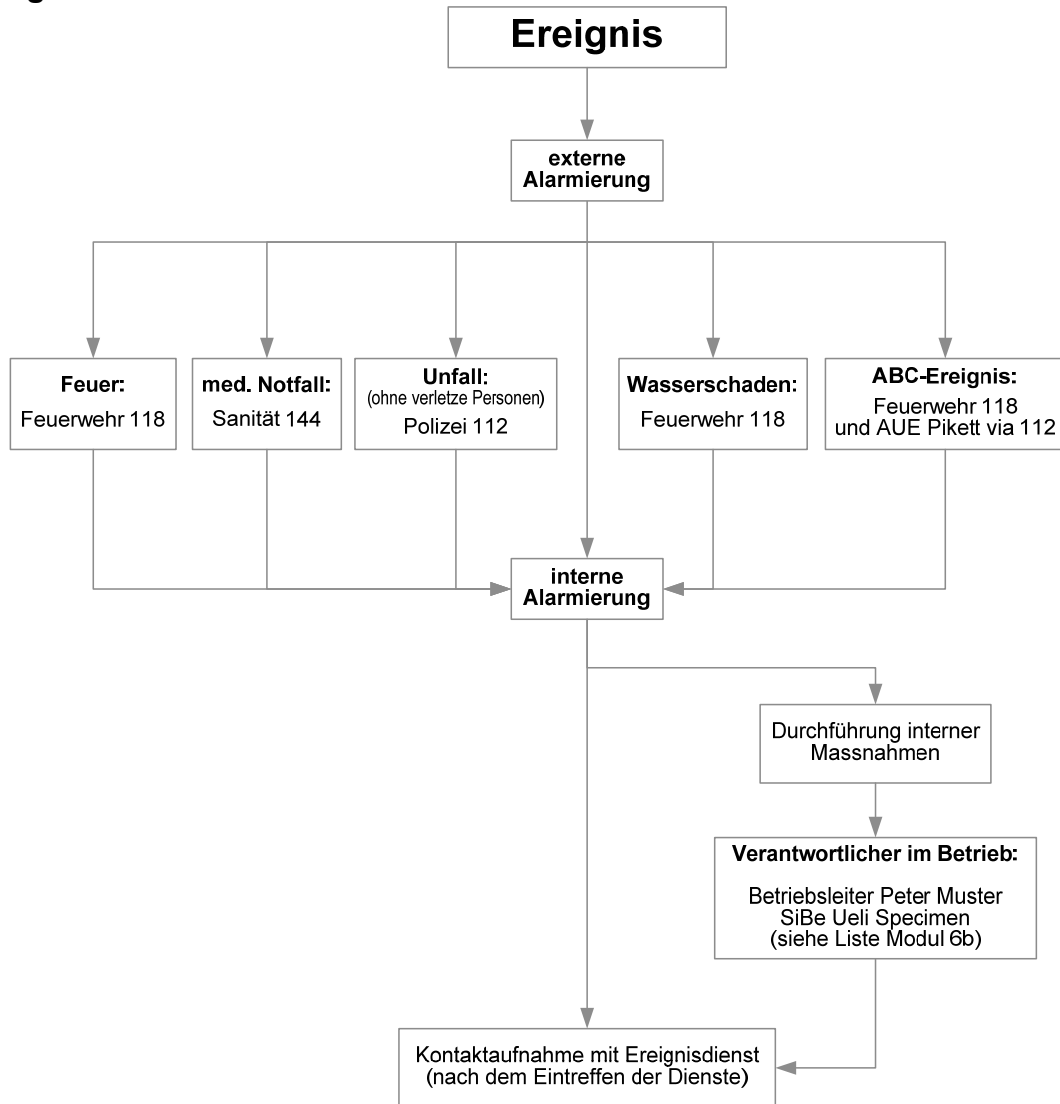 Ereignis
externe
Alarmierung
Feuer:
Feuerwehr 118
med. Notfall:
Sanität 144
Unfall:
(ohne verletze Personen)
Polizei 112
Wasserschaden:
Feuerwehr 118
ABC-Ereignis:
Feuerwehr 118
und AUE Pikett via 112
interne
Alarmierung
Durchführung interner
Massnahmen
Verantwortlicher im Betrieb:
Betriebsleiter Peter Muster
SiBe Ueli Specimen
(siehe Liste Modul 6b)
Kontaktaufnahme mit Ereignisdienst
(nach dem Eintreffen der Dienste)